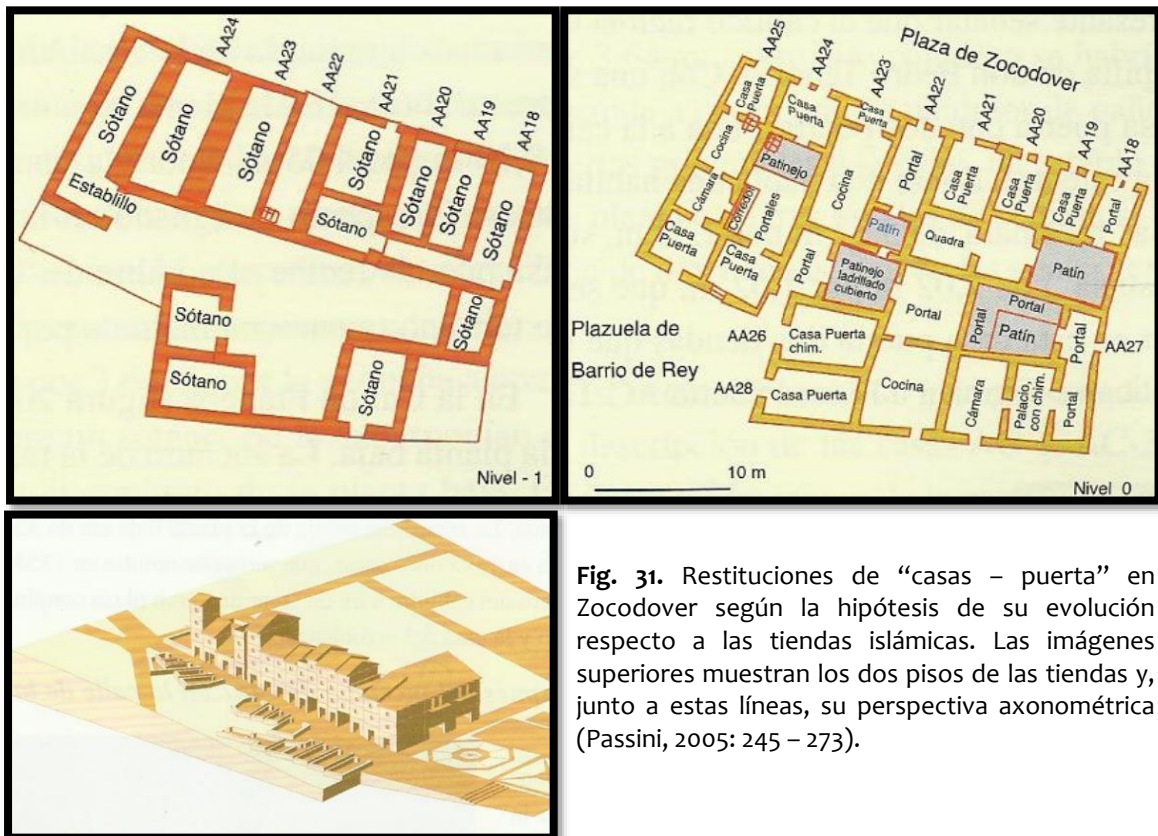 AA24
AA23
AA22
AA21
AA20
AA19
AA18
Sótano
Sótano
Sótano
Sótano
Sótano
Sótano
Sótano
Establillo
Sótano
Sótano
Sótano
Sótano
Sótano
Nivel - 1
AA25
AA24
AA23
AA22
AA21
AA20
AA19
AA18
Plaza de Zocodover
Casa
Puerta
Casa
Puerta
Casa
Puerta
Portal
Casa
Puerta
Casa
Puerta
Casa
Puerta
Portal
Cocina
Patinejo
Cocina
Cámara
Corredor
Portales
Patín
Quadra
Patín
Casa
Puerta
Casa
Puerta
Portal
Patinejo
ladrillado
cubierto
Portal
Portal
Portal
Patín
Portal
AA27
Plazuela de
Barrio de Rey
AA26
Casa Puerta
chim.
AA28
Casa Puerta
Cocina
Cámara
Palacio,
con chim.
Portal
0 10 m
Nivel 0
Fig. 31. Restituciones de “casas – puerta” en
Zocodover según la hipótesis de su evolución
respecto a las tiendas islámicas. Las imágenes
superiores muestran los dos pisos de las tiendas y,
junto a estas líneas, su perspectiva axonométrica
(Passini, 2005: 245 – 273).